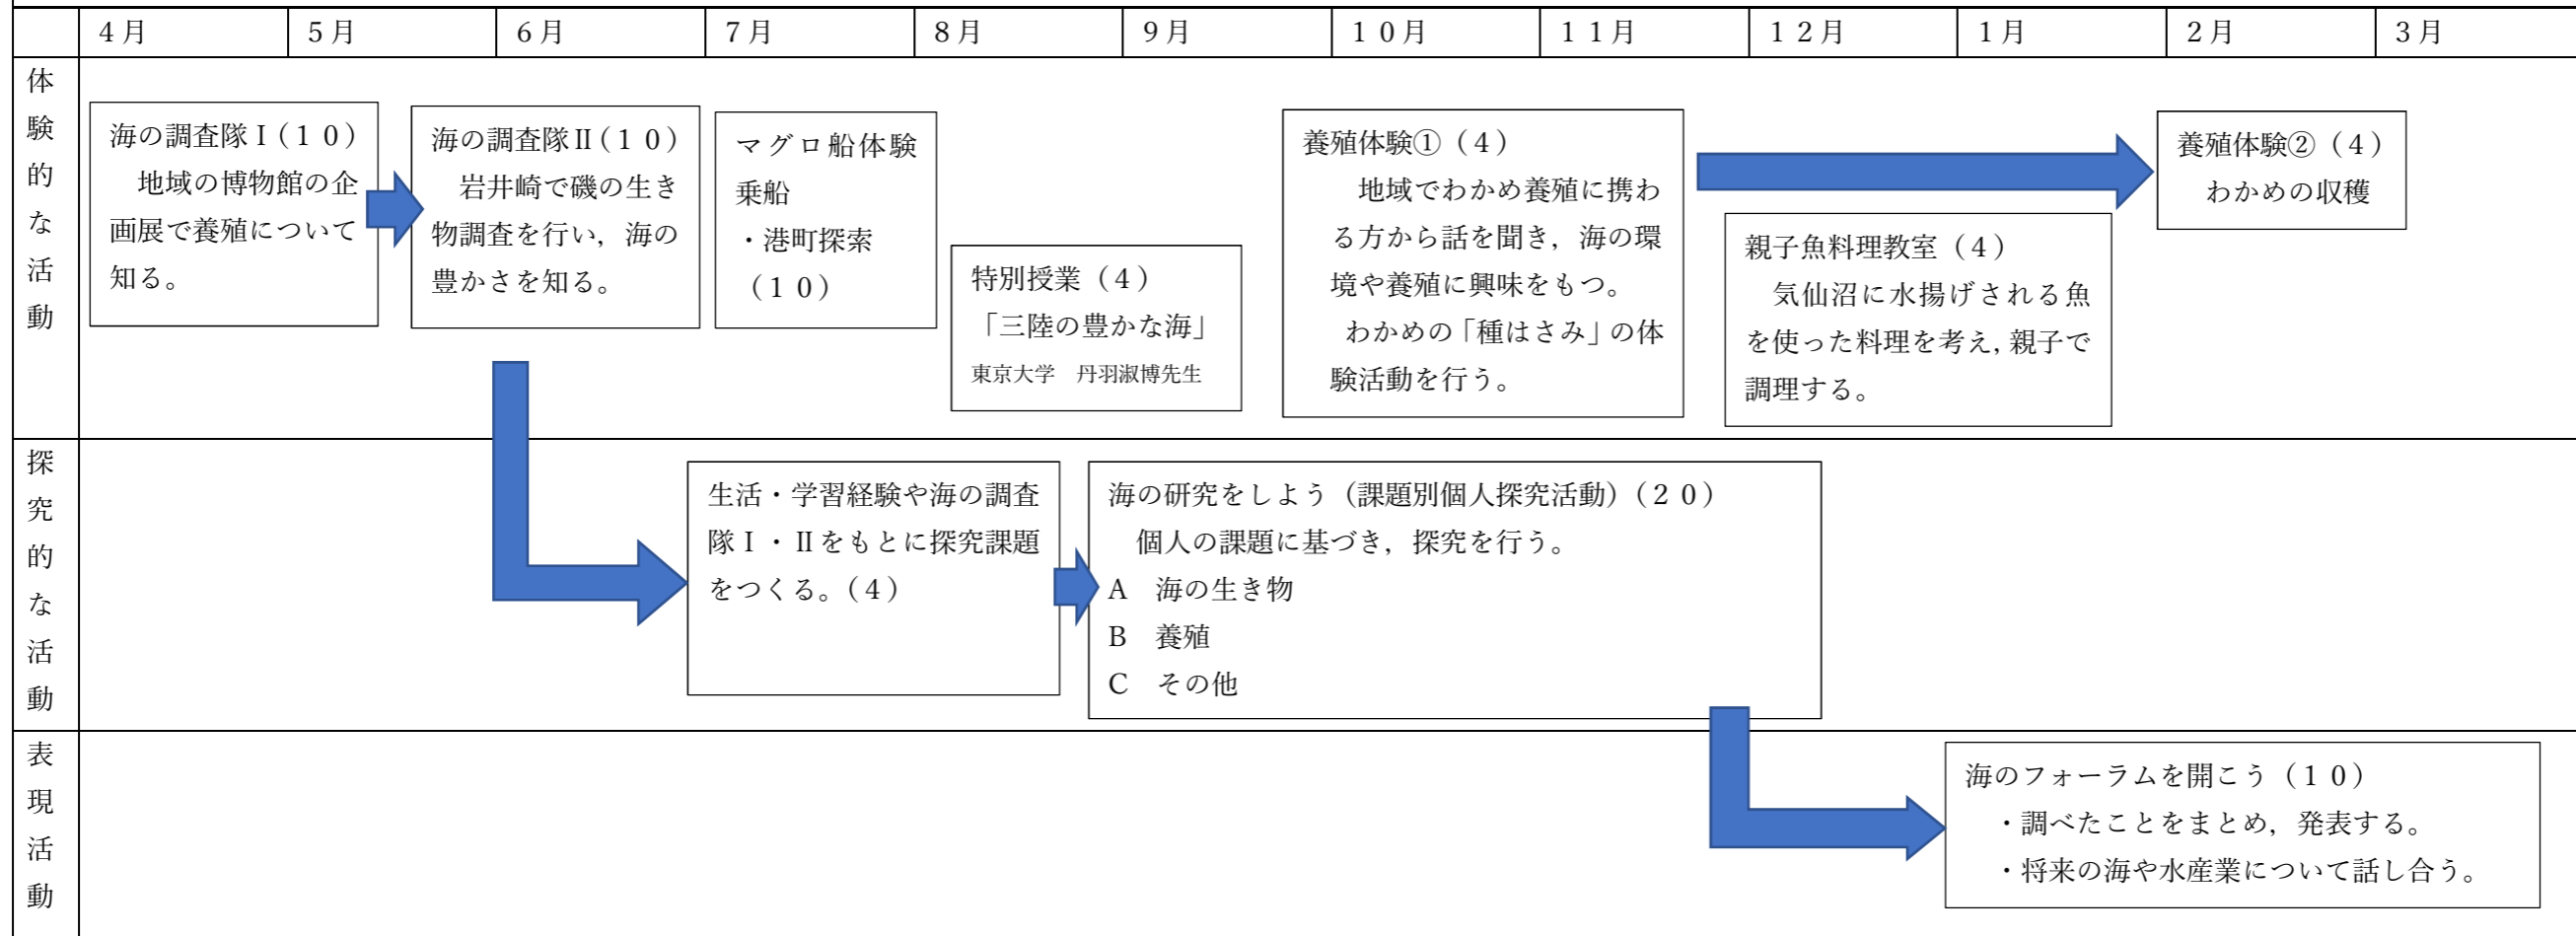 4月 5月 6月 7月 8月 9月 10月 11月 12月 1月 2月 3月
体験的な活動
海の調査隊Ⅰ(10)
地域の博物館の企
画展で養殖について
知る。
海の調査隊Ⅱ(10)
岩井崎で磯の生き
物調査を行い，海の
豊かさを知る。
マグロ船体験
乗船
・港町探索
(10)
特別授業(4)
「三陸の豊かな海」
東京大学　丹羽淑博先生
養殖体験①(4)
地域でわかめ養殖に携わ
る方から話を聞き，海の環
境や養殖に興味をもつ。
わかめの「種はさみ」の体
験活動を行う。
親子魚料理教室(4)
気仙沼に水揚げされる魚
を使った料理を考え，親子で
調理する。
養殖体験②(4)
わかめの収穫
探究的な活動
生活・学習経験や海の調査
隊Ⅰ・Ⅱをもとに探究課題
をつくる。(4)
海の研究をしよう（課題別個人探究活動）(20)
個人の課題に基づき，探究を行う。
A　海の生き物
B　養殖
C　その他
表現活動
海のフォーラムを開こう(10)
・調べたことをまとめ，発表する。
・将来の海や水産業について話し合う。